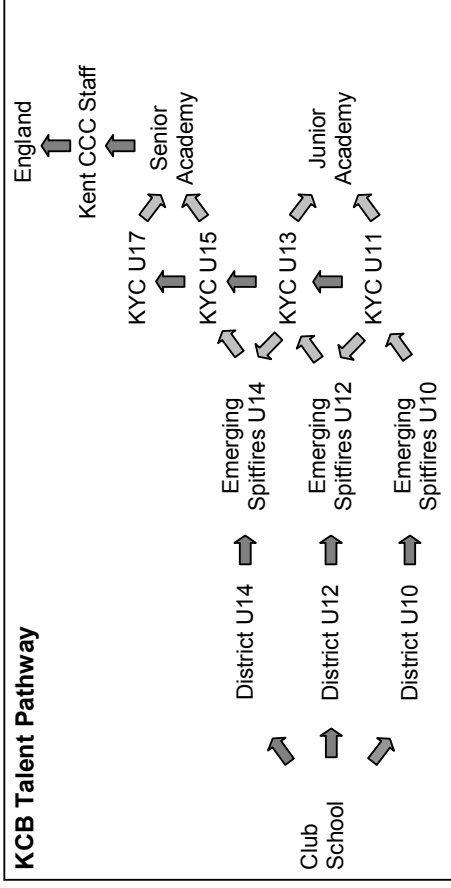 KCB Talent Pathway
Club
School
District U14
District U12
District U10
Emerging
Spitfires U14
Emerging
Spitfires U12
Emerging
Spitfires U10
KYC U17
KYC U15
KYC U13
KYC U11
England
Kent CCC Staff
Senior
Academy
Junior
Academy